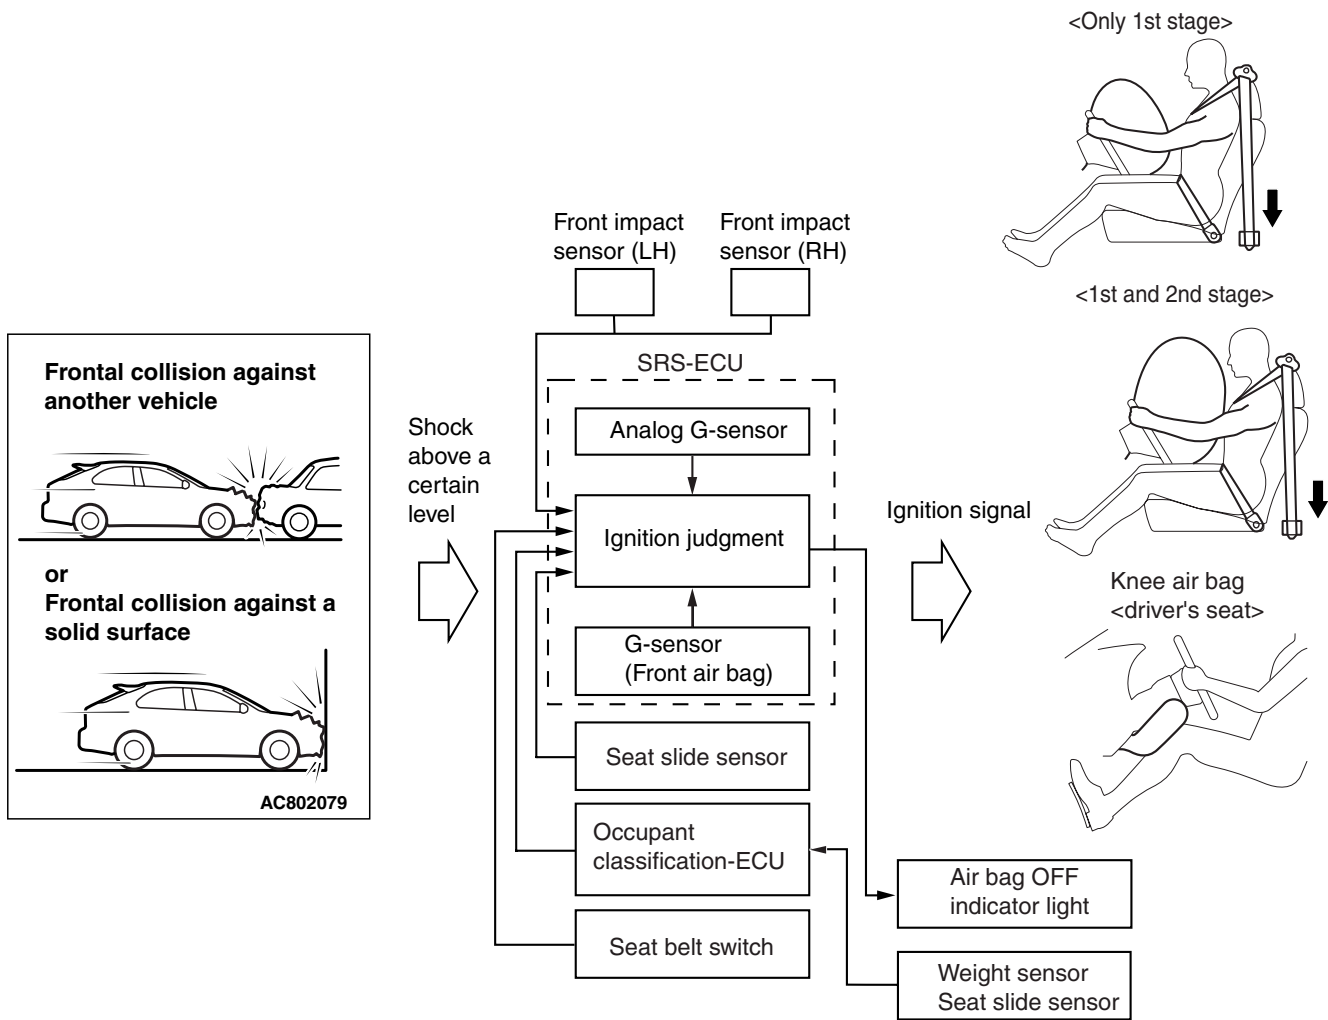 <Only 1st stage>
Front impact
sensor (LH)
Front impact
sensor (RH)
<1st and 2nd stage>
SRS-ECU
Frontal collision against
another vehicle
Shock
above a
certain
level
Analog G-sensor
Ignition judgment
Ignition signal
or
Frontal collision against a
solid surface
AC802079
G-sensor
(Front air bag)
Knee air bag
<driver's seat>
Seat slide sensor
Occupant
classification-ECU
Seat belt switch
Air bag OFF
indicator light
Weight sensor
Seat slide sensor